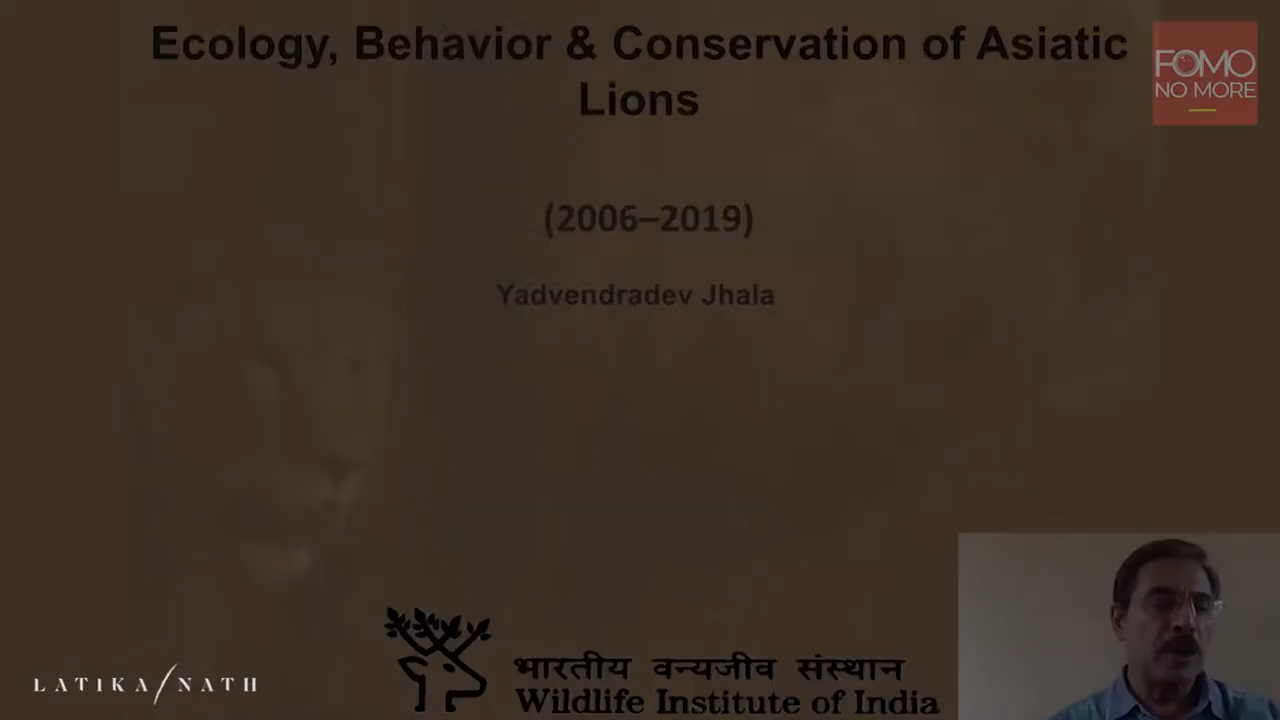 Ecology, Behavior & Conservation of Asiatic
Lions
FOMO
NO MORE
(2006–2019)
Yadvendradev Jhala
LATIKA/NATH
भारतीय वन्यजीव संस्थान
Wildlife Institute of India